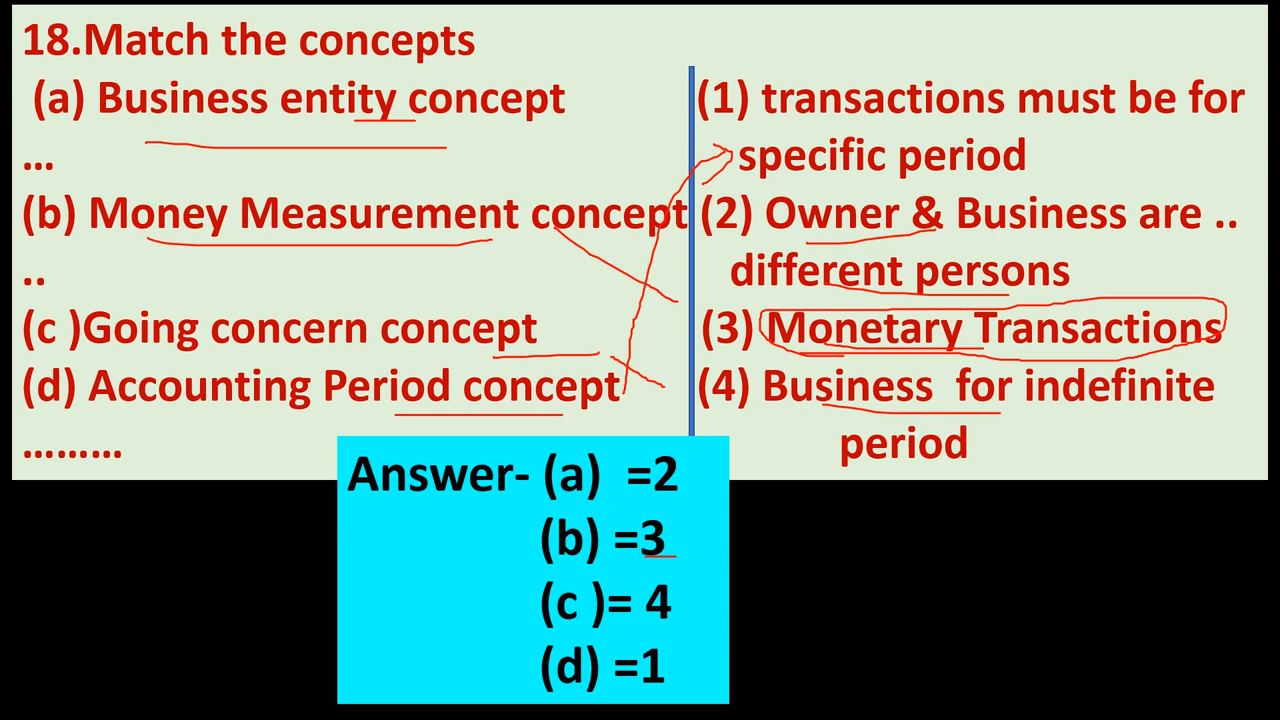 18.Match the concepts
(a) Business entity concept
...
(b) Money Measurement concept
..
(c )Going concern concept
(d) Accounting Period concept
.........
(1) transactions must be for
specific period
(2) Owner & Business are ..
different persons
(3) Monetary Transactions
(4) Business for indefinite
period
Answer- (a) =2
(b) =3
(c )= 4
(d) =1